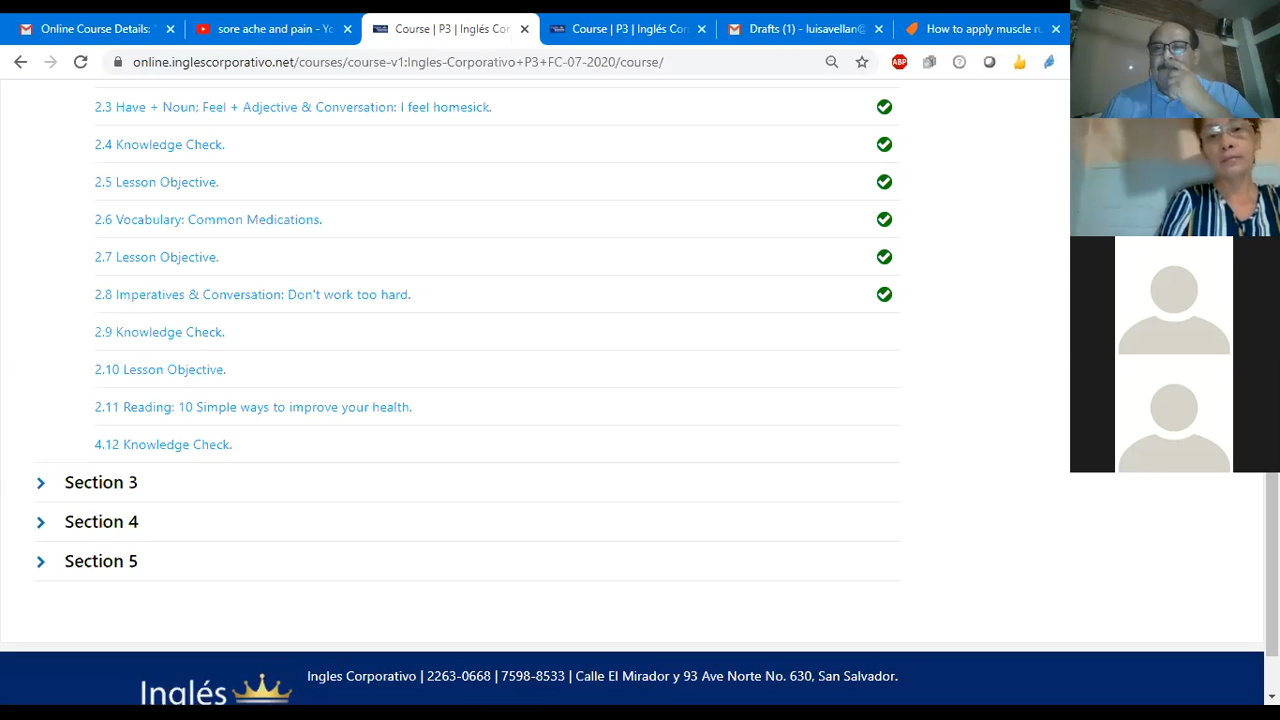 Online Course Details:
sore ache and pain - Yo
Course | P3 | Inglés Cor
Course | P3 | Inglés Cor
Drafts (1) - luisavellan@
How to apply muscle ru
online.inglescorporativo.net/courses/course-v1:Ingles-Corporativo+P3+FC-07-2020/course/
ABP
2.3 Have + Noun; Feel + Adjective & Conversation: I feel homesick.
2.4 Knowledge Check.
2.5 Lesson Objective.
2.6 Vocabulary: Common Medications.
2.7 Lesson Objective.
2.8 Imperatives & Conversation: Don't work too hard.
2.9 Knowledge Check.
2.10 Lesson Objective.
2.11 Reading: 10 Simple ways to improve your health.
4.12 Knowledge Check.
Section 3
Section 4
Section 5
Ingles Corporativo | 2263-0668 | 7598-8533 | Calle El Mirador y 93 Ave Norte No. 630, San Salvador.
Inglés